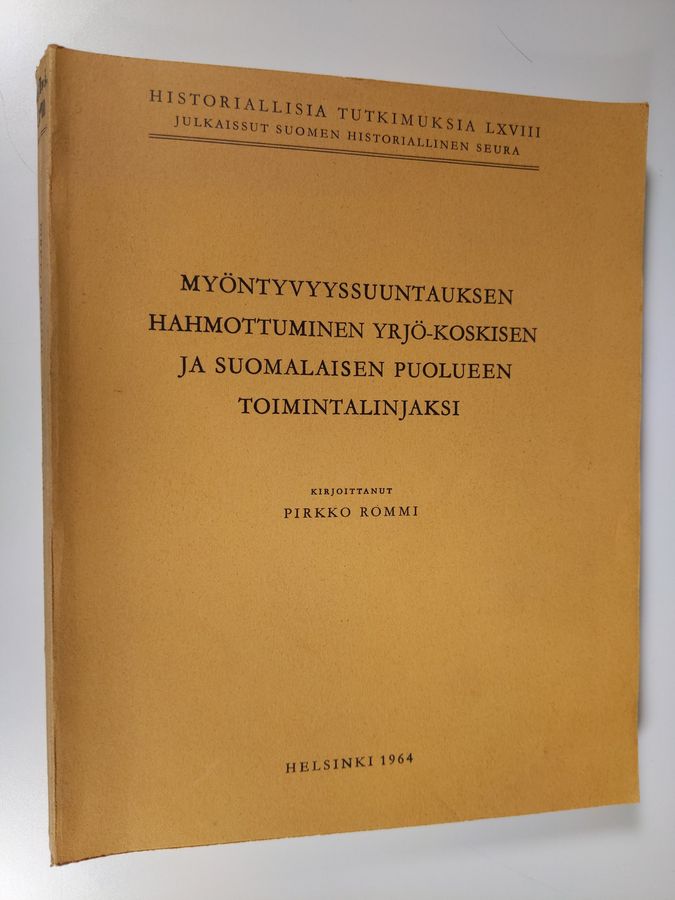 HISTORIALLISIA TUTKIMUKSIA LXVIII
JULKAISSUT SUOMEN HISTORIALLINEN SEURA
MYÖNTYVYYSSUUNTAUKSEN
HAHMOTTUMINEN YRJÖ-KOSKISEN
JA SUOMALAISEN PUOLUEEN
TOIMINTALINJAKSI
KIRJOITTANUT
PIRKKO ROMMI
HELSINKI 1964